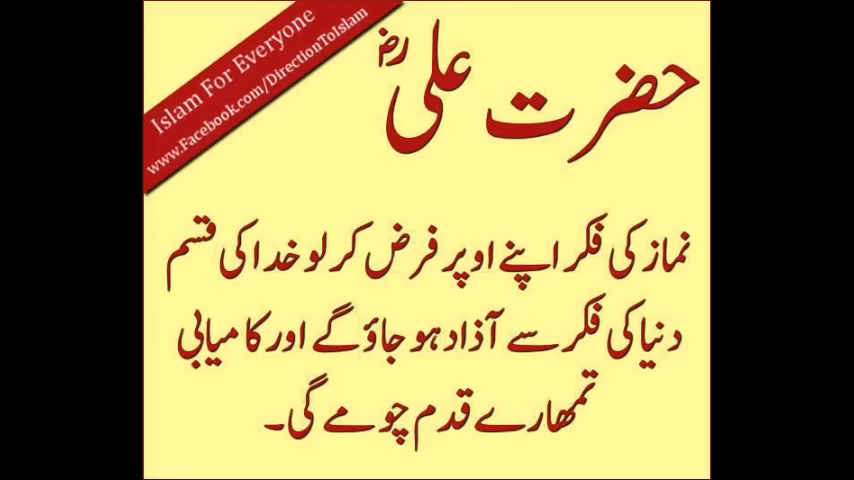 Islam For Everyone
www.Facebook.com/DirectionToIslam
حضرت علی رض
نماز کی فکر اپنے اوپر فرض کر لو خدا کی قسم
دنیا کی فکر سے آذاد ہو جاؤ گے اور کامیابی
تمھارے قدم چومے گی۔